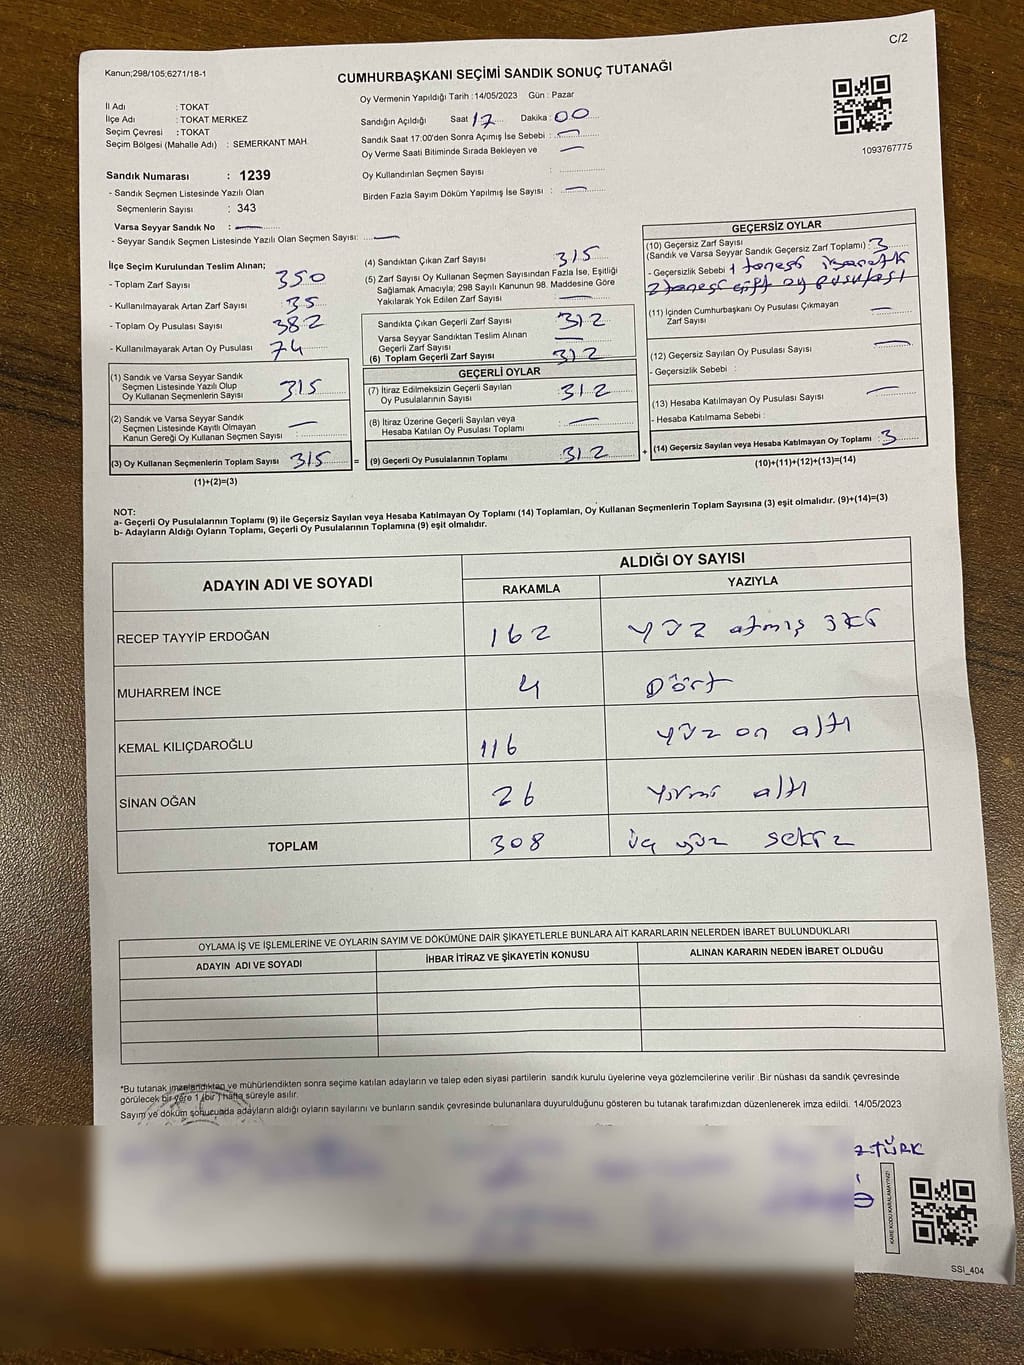 C/2
Kanun;298/105;6271/18-1
CUMHURBAŞKANI SEÇİMİ SANDIK SONUÇ TUTANAĞI
İl Adı : TOKAT
İlçe Adı : TOKAT MERKEZ
Seçim Çevresi : TOKAT
Seçim Bölgesi (Mahalle Adı) : SEMERKANT MAH.
Oy Vermenin Yapıldığı Tarih : 14/05/2023 Gün : Pazar
Sandığın Açıldığı Saat 17 Dakika : 00
Sandık Saat 17:00'den Sonra Açımış İse Sebebi : —
Oy Verme Saati Bitiminde Sırada Bekleyen ve —
Oy Kullandırılan Seçmen Sayısı :
Birden Fazla Sayım Döküm Yapılmış İse Sayısı : —
1093767775
Sandık Numarası : 1239
- Sandık Seçmen Listesinde Yazılı Olan
Seçmenlerin Sayısı : 343
Varsa Seyyar Sandık No : —
- Seyyar Sandık Seçmen Listesinde Yazılı Olan Seçmen Sayısı: —
İlçe Seçim Kurulundan Teslim Alınan;
- Toplam Zarf Sayısı : 350
- Kullanılmayarak Artan Zarf Sayısı : 35
- Toplam Oy Pusulası Sayısı : 382
- Kullanılmayarak Artan Oy Pusulası : 74
(1) Sandık ve Varsa Seyyar Sandık
Seçmen Listesinde Yazılı Olup
Oy Kullanan Seçmenlerin Sayısı : 315
(2) Sandık ve Varsa Seyyar Sandık
Seçmen Listesinde Kayıtlı Olmayan
Kanun Gereği Oy Kullanan Seçmen Sayısı : —
(3) Oy Kullanan Seçmenlerin Toplam Sayısı : 315 =
(1)+(2)=(3)
(4) Sandıktan Çıkan Zarf Sayısı : 315
(5) Zarf Sayısı Oy Kullanan Seçmen Sayısından Fazla İse, Eşitliği
Sağlamak Amacıyla; 298 Sayılı Kanunun 98. Maddesine Göre
Yakılarak Yok Edilen Zarf Sayısı : —
Sandıkta Çıkan Geçerli Zarf Sayısı : 312
Varsa Seyyar Sandıktan Teslim Alınan
Geçerli Zarf Sayısı : —
(6) Toplam Geçerli Zarf Sayısı : 312
GEÇERLİ OYLAR
(7) İtiraz Edilmeksizin Geçerli Sayılan
Oy Pusulalarının Sayısı : 312
(8) İtiraz Üzerine Geçerli Sayılan veya
Hesaba Katılan Oy Pusulası Toplamı : —
(9) Geçerli Oy Pusulalarının Toplamı : 312 +
GEÇERSİZ OYLAR
(10) Geçersiz Zarf Sayısı
(Sandık ve Varsa Seyyar Sandık Geçersiz Zarf Toplamı) : 3
- Geçersizlik Sebebi : 1 tanesi
2 tanesi çift oy pusulası
(11) İçinden Cumhurbaşkanı Oy Pusulası Çıkmayan
Zarf Sayısı : —
(12) Geçersiz Sayılan Oy Pusulası Sayısı : —
- Geçersizlik Sebebi :
(13) Hesaba Katılmayan Oy Pusulası Sayısı : —
- Hesaba Katılmama Sebebi :
(14) Geçersiz Sayılan veya Hesaba Katılmayan Oy Toplamı : 3
(10)+(11)+(12)+(13)=(14)
NOT:
a- Geçerli Oy Pusulalarının Toplamı (9) ile Geçersiz Sayılan veya Hesaba Katılmayan Oy Toplamı (14) Toplamları, Oy Kullanan Seçmenlerin Toplam Sayısına (3) eşit olmalıdır. (9)+(14)=(3)
b- Adayların Aldığı Oyların Toplamı, Geçerli Oy Pusulalarının Toplamına (9) eşit olmalıdır.
ADAYIN ADI VE SOYADI ALDIĞI OY SAYISI
RAKAMLA YAZIYLA
RECEP TAYYİP ERDOĞAN 162 yüz atmış iki
MUHARREM İNCE 4 Dört
KEMAL KILIÇDAROĞLU 116 yüz on altı
SİNAN OĞAN 26 yirmi altı
TOPLAM 308 üç yüz sekiz
OYLAMA İŞ VE İŞLEMLERİNE VE OYLARIN SAYIM VE DÖKÜMÜNE DAİR ŞİKAYETLERLE BUNLARA AİT KARARLARIN NELERDEN İBARET BULUNDUKLARI
ADAYIN ADI VE SOYADI İHBAR İTİRAZ VE ŞİKAYETİN KONUSU ALINAN KARARIN NEDEN İBARET OLDUĞU
*Bu tutanak imzalandıktan ve mühürlendikten sonra seçime katılan adayların ve talep eden siyasi partilerin sandık kurulu üyelerine veya gözlemcilerine verilir .Bir nüshası da sandık çevresinde
görülecek bir yere 1 (bir ) hafta süreyle asılır.
Sayım ve döküm sonucuda adayların aldığı oyların sayılarını ve bunların sandık çevresinde bulunanlara duyurulduğunu gösteren bu tutanak tarafımızdan düzenlenerek imza edildi. 14/05/2023
ZTÜRK
KARE KODU KARALAMAYINIZ!
SSI_404